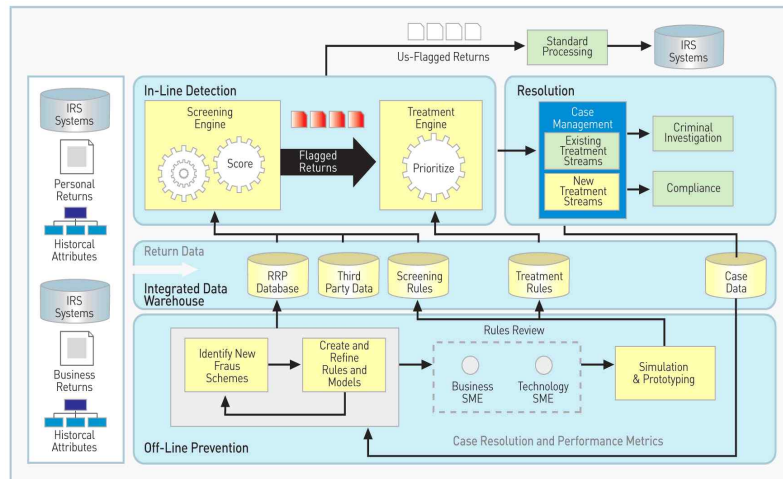 Us-Flagged Returns
Standard
Processing
IRS
Systems
IRS
Systems
Personal
Returns
Historcal
Attributes
IRS
Systems
Business
Returns
Historcal
Attributes
In-Line Detection
Screening
Engine
Score
Flagged
Returns
Treatment
Engine
Prioritize
Resolution
Case
Management
Existing
Treatment
Streams
New
Treatment
Streams
Criminal
Investigation
Compliance
Return Data
Integrated Data
Warehouse
RRP
Database
Third
Party Data
Screening
Rules
Treatment
Rules
Case
Data
Identify New
Fraus
Schemes
Create and
Refine
Rules and
Models
Rules Review
Business
SME
Technology
SME
Simulation
& Prototyping
Off-Line Prevention
Case Resolution and Performance Metrics